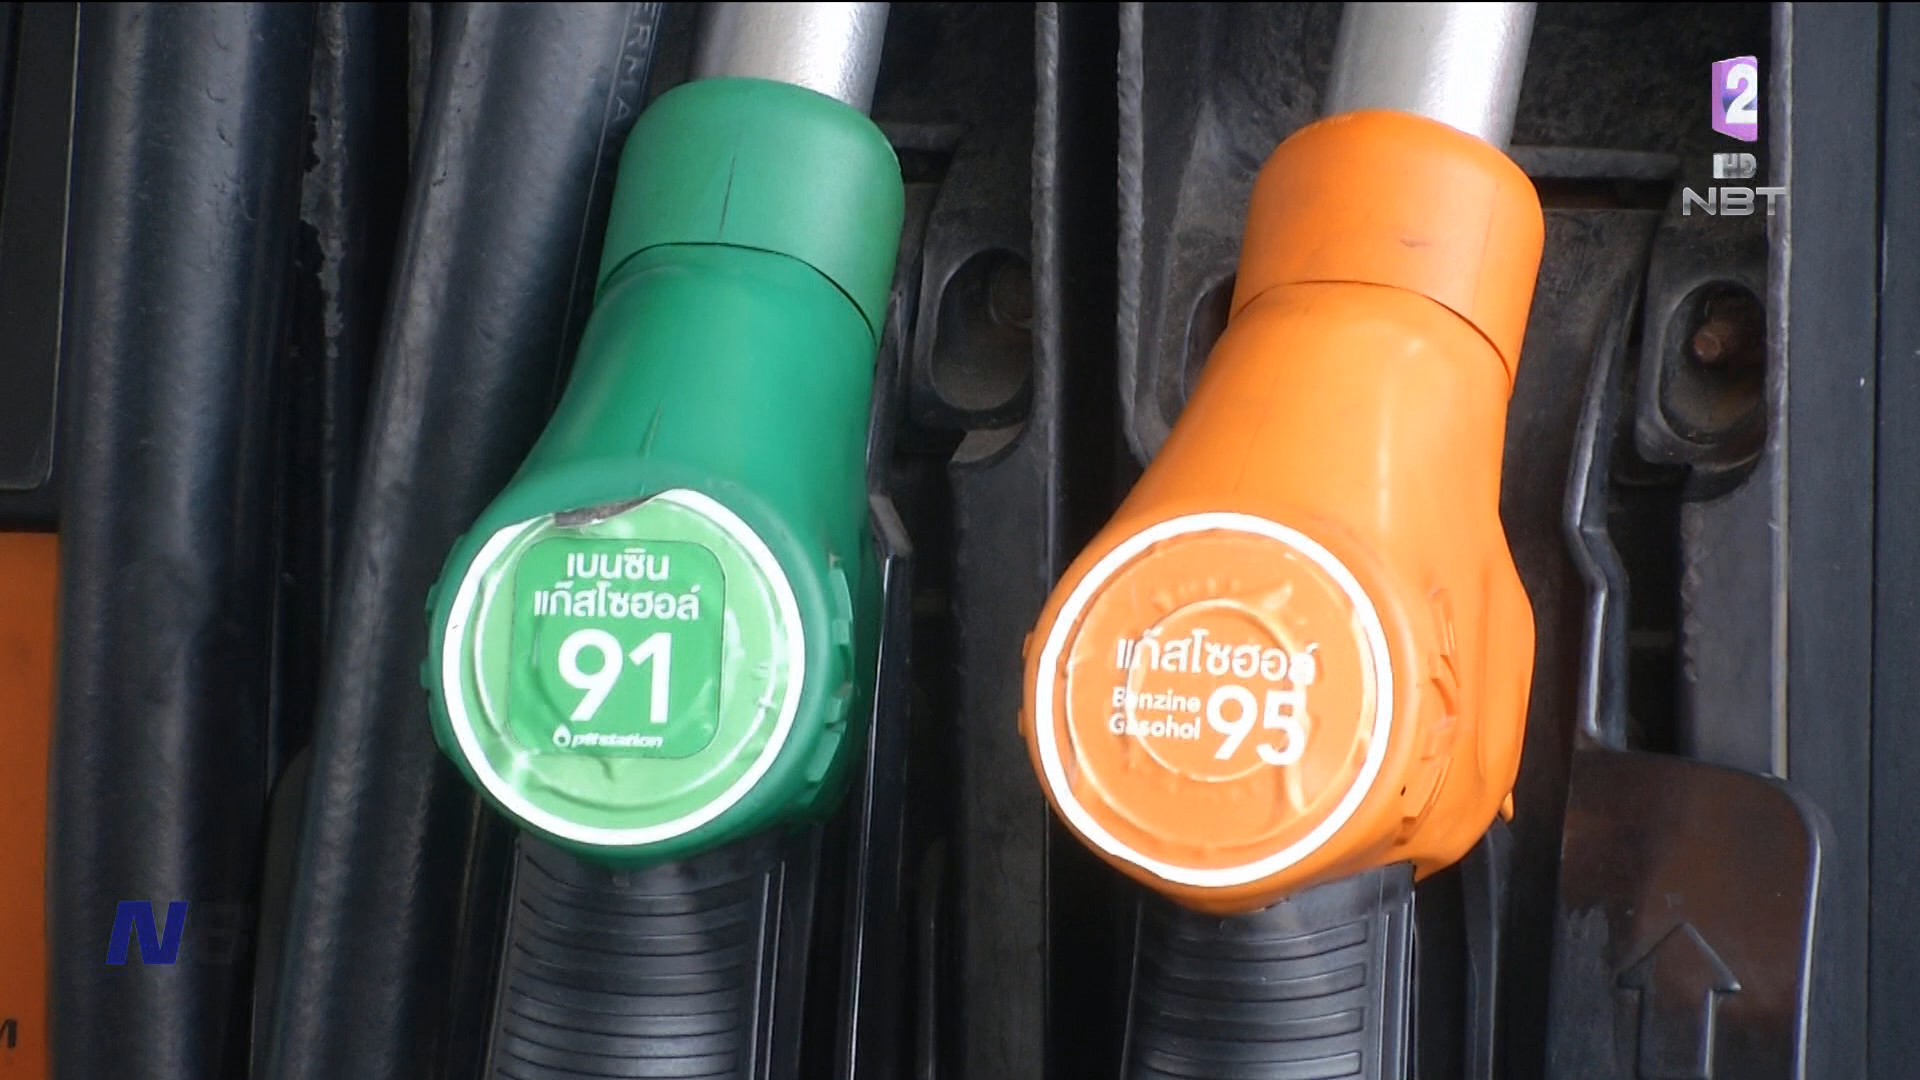 2
HD
NBT
เบนซิน
แก๊สโซฮอล์
91
pttstation
แก๊สโซฮอล์
Benzine
Gasohol
95
N